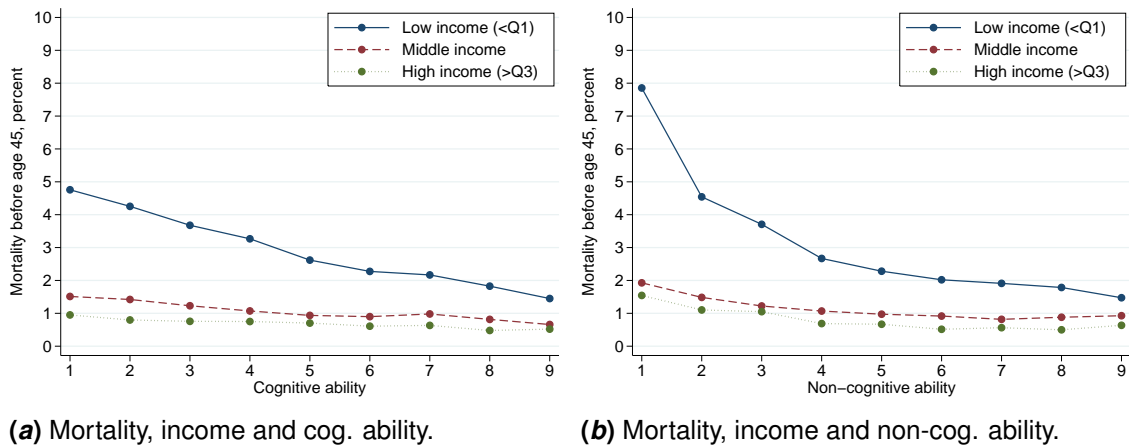 Mortality before age 45, percent
10
9
8
7
6
5
4
3
2
1
0
Low income (<Q1)
Middle income
High income (>Q3)
1 2 3 4 5 6 7 8 9
Cognitive ability
(a) Mortality, income and cog. ability.
Mortality before age 45, percent
10
9
8
7
6
5
4
3
2
1
0
Low income (<Q1)
Middle income
High income (>Q3)
1 2 3 4 5 6 7 8 9
Non−cognitive ability
(b) Mortality, income and non-cog. ability.